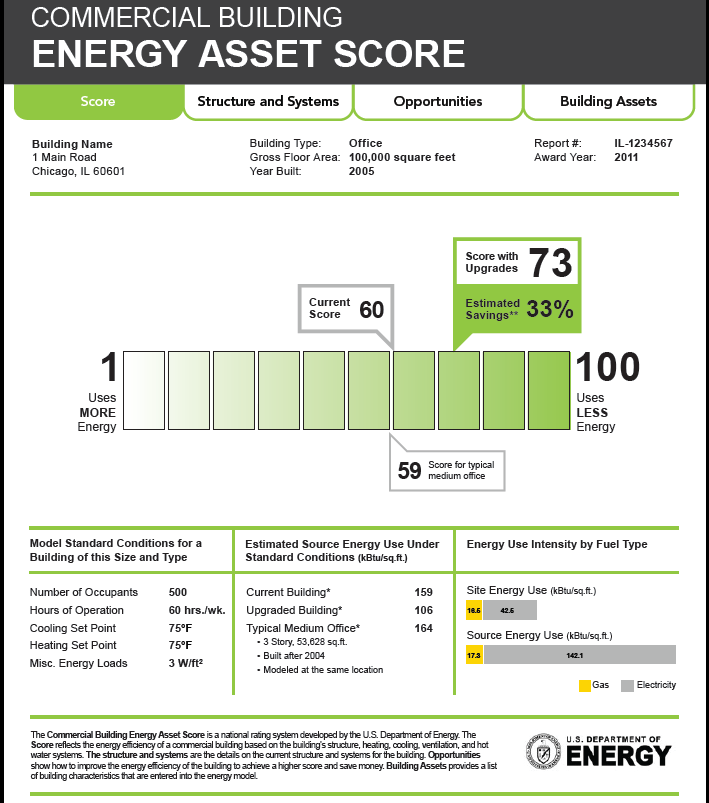 COMMERCIAL BUILDING
ENERGY ASSET SCORE
Score
Structure and Systems
Opportunities
Building Assets
Building Name
1 Main Road
Chicago, IL 60601
Building Type: Office
Gross Floor Area: 100,000 square feet
Year Built: 2005
Report #: IL-1234567
Award Year: 2011
Score with
Upgrades 73
Estimated
Savings** 33%
Current
Score 60
1
Uses
MORE
Energy
100
Uses
LESS
Energy
59 Score for typical
medium office
Model Standard Conditions for a
Building of this Size and Type
Number of Occupants 500
Hours of Operation 60 hrs./wk.
Cooling Set Point 75ºF
Heating Set Point 75ºF
Misc. Energy Loads 3 W/ft²
Estimated Source Energy Use Under
Standard Conditions (kBtu/sq.ft.)
Current Building* 159
Upgraded Building* 106
Typical Medium Office* 164
• 3 Story, 53,628 sq.ft.
• Built after 2004
• Modeled at the same location
Energy Use Intensity by Fuel Type
Site Energy Use (kBtu/sq.ft.)
16.5 42.5
Source Energy Use (kBtu/sq.ft.)
17.3 142.1
Gas Electricity
The Commercial Building Energy Asset Score is a national rating system developed by the U.S. Department of Energy. The
Score reflects the energy efficiency of a commercial building based on the building's structure, heating, cooling, ventilation, and hot
water systems. The structure and systems are the details on the current structure and systems for the building. Opportunities
show how to improve the energy efficiency of the building to achieve a higher score and save money. Building Assets provides a list
of building characteristics that are entered into the energy model.
U.S. DEPARTMENT OF
ENERGY